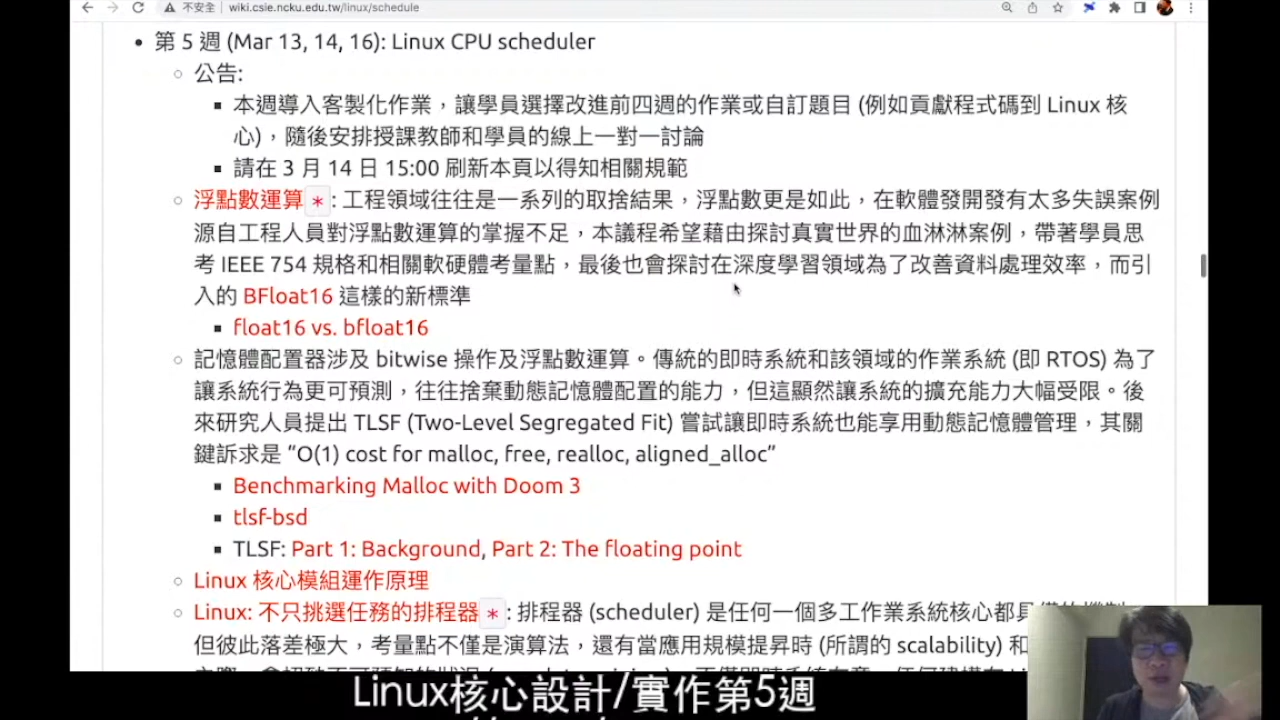 不安全 | wiki.csie.ncku.edu.tw/linux/schedule
第 5 週 (Mar 13, 14, 16): Linux CPU scheduler
公告:
本週導入客製化作業，讓學員選擇改進前四週的作業或自訂題目 (例如貢獻程式碼到 Linux 核
心)，隨後安排授課教師和學員的線上一對一討論
請在 3 月 14 日 15:00 刷新本頁以得知相關規範
浮點數運算 * : 工程領域往往是一系列的取捨結果，浮點數更是如此，在軟體發開發有太多失誤案例
源自工程人員對浮點數運算的掌握不足，本議程希望藉由探討真實世界的血淋淋案例，帶著學員思
考 IEEE 754 規格和相關軟硬體考量點，最後也會探討在深度學習領域為了改善資料處理效率，而引
入的 BFloat16 這樣的新標準
float16 vs. bfloat16
記憶體配置器涉及 bitwise 操作及浮點數運算。傳統的即時系統和該領域的作業系統 (即 RTOS) 為了
讓系統行為更可預測，往往捨棄動態記憶體配置的能力，但這顯然讓系統的擴充能力大幅受限。後
來研究人員提出 TLSF (Two-Level Segregated Fit) 嘗試讓即時系統也能享用動態記憶體管理，其關
鍵訴求是 “O(1) cost for malloc, free, realloc, aligned_alloc”
Benchmarking Malloc with Doom 3
tlsf-bsd
TLSF: Part 1: Background, Part 2: The floating point
Linux 核心模組運作原理
Linux: 不只挑選任務的排程器 * : 排程器 (scheduler) 是任何一個多工作業系統核心都具備的機制
但彼此落差極大，考量點不僅是演算法，還有當應用規模提昇時 (所謂的 scalability) 和
Linux核心設計/實作第5週